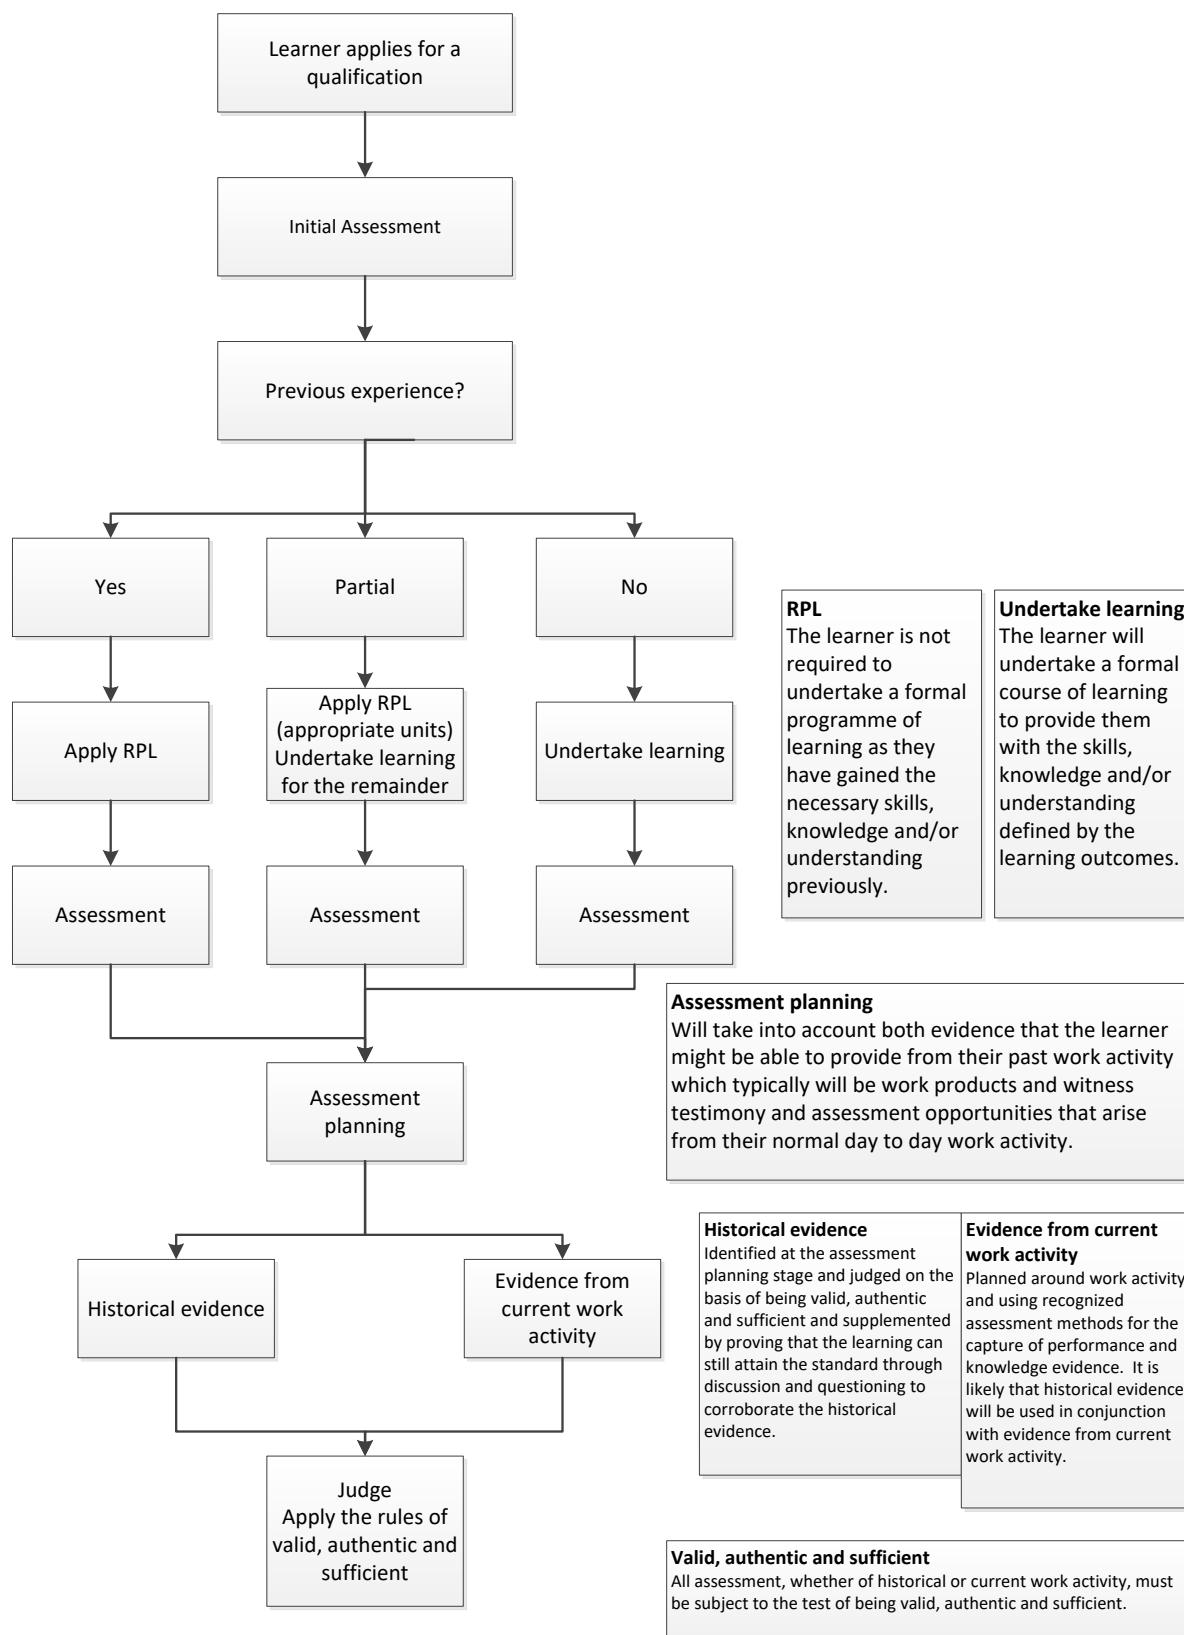 Learner applies for a
qualification
Initial Assessment
Previous experience?
Yes
Partial
No
Apply RPL
Apply RPL
(appropriate units)
Undertake learning
for the remainder
Undertake learning
Assessment
Assessment
Assessment
Assessment
planning
Historical evidence
Evidence from
current work
activity
Judge
Apply the rules of
valid, authentic and
sufficient
RPL
The learner is not
required to
undertake a formal
programme of
learning as they
have gained the
necessary skills,
knowledge and/or
understanding
previously.
Undertake learning
The learner will
undertake a formal
course of learning
to provide them
with the skills,
knowledge and/or
understanding
defined by the
learning outcomes.
Assessment planning
Will take into account both evidence that the learner
might be able to provide from their past work activity
which typically will be work products and witness
testimony and assessment opportunities that arise
from their normal day to day work activity.
Historical evidence
Identified at the assessment
planning stage and judged on the
basis of being valid, authentic
and sufficient and supplemented
by proving that the learning can
still attain the standard through
discussion and questioning to
corroborate the historical
evidence.
Evidence from current
work activity
Planned around work activity
and using recognized
assessment methods for the
capture of performance and
knowledge evidence.  It is
likely that historical evidence
will be used in conjunction
with evidence from current
work activity.
Valid, authentic and sufficient
All assessment, whether of historical or current work activity, must
be subject to the test of being valid, authentic and sufficient.